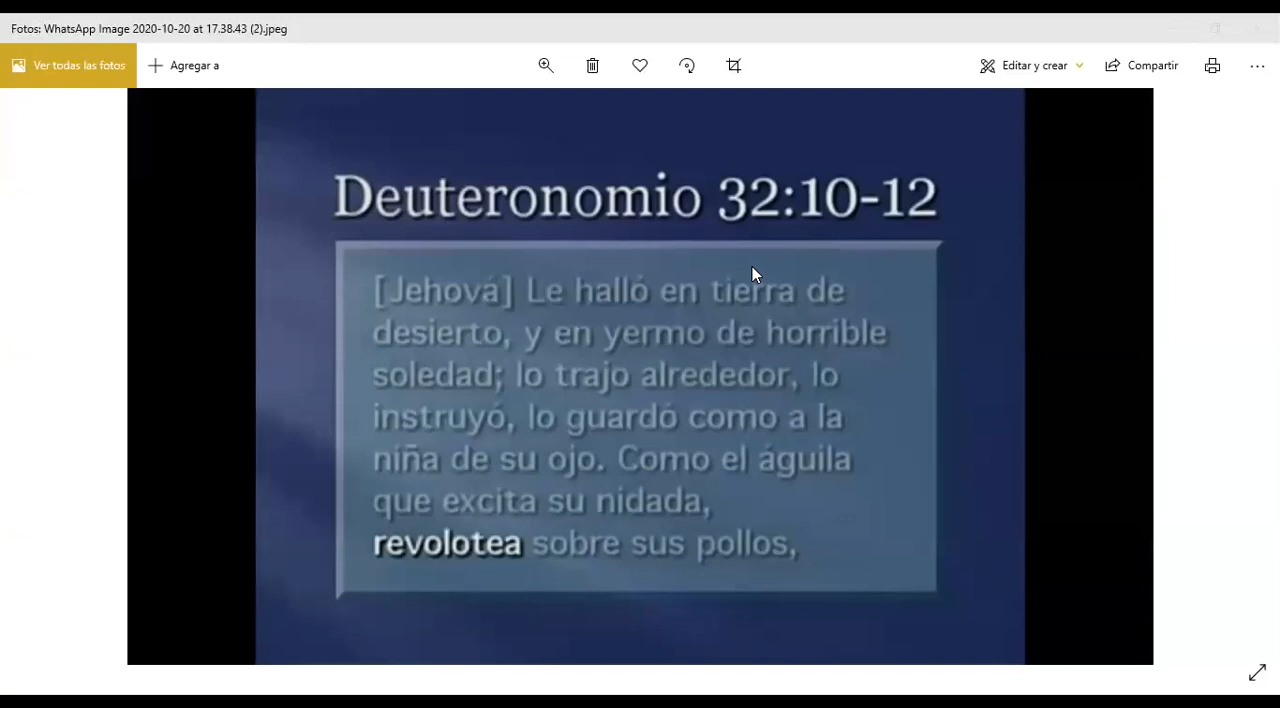 Fotos: WhatsApp Image 2020-10-20 at 17.38.43 (2).jpeg
Ver todas las fotos
Agregar a
Editar y crear
Compartir
Deuteronomio 32:10-12
[Jehová] Le halló en tierra de
desierto, y en yermo de horrible
soledad; lo trajo alrededor, lo
instruyó, lo guardó como a la
niña de su ojo. Como el águila
que excita su nidada,
revolotea sobre sus pollos,